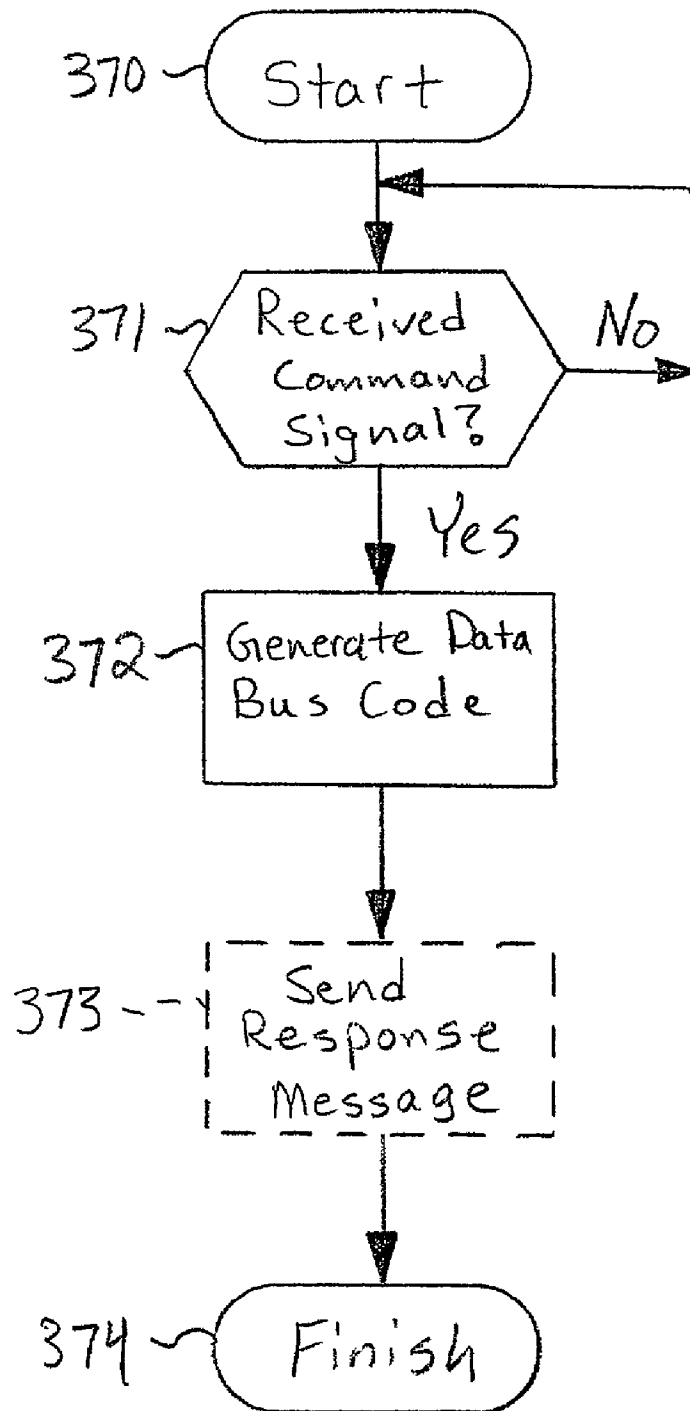 370 Start
371 Received
Command
Signal?
No
Yes
372 Generate Data
Bus Code
373 Send
Response
Message
374 Finish